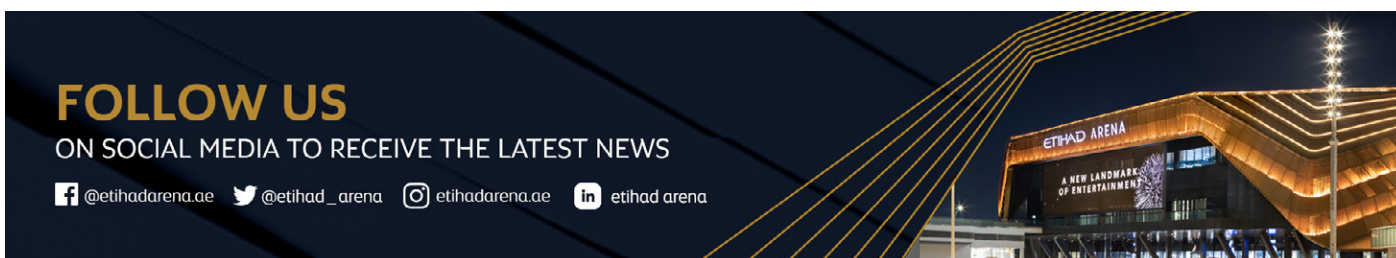 FOLLOW US
ON SOCIAL MEDIA TO RECEIVE THE LATEST NEWS
@etihadarena.ae @etihad_arena etihadarena.ae in etihad arena
ETIHAD ARENA
A NEW LANDMARK
OF ENTERTAINMENT